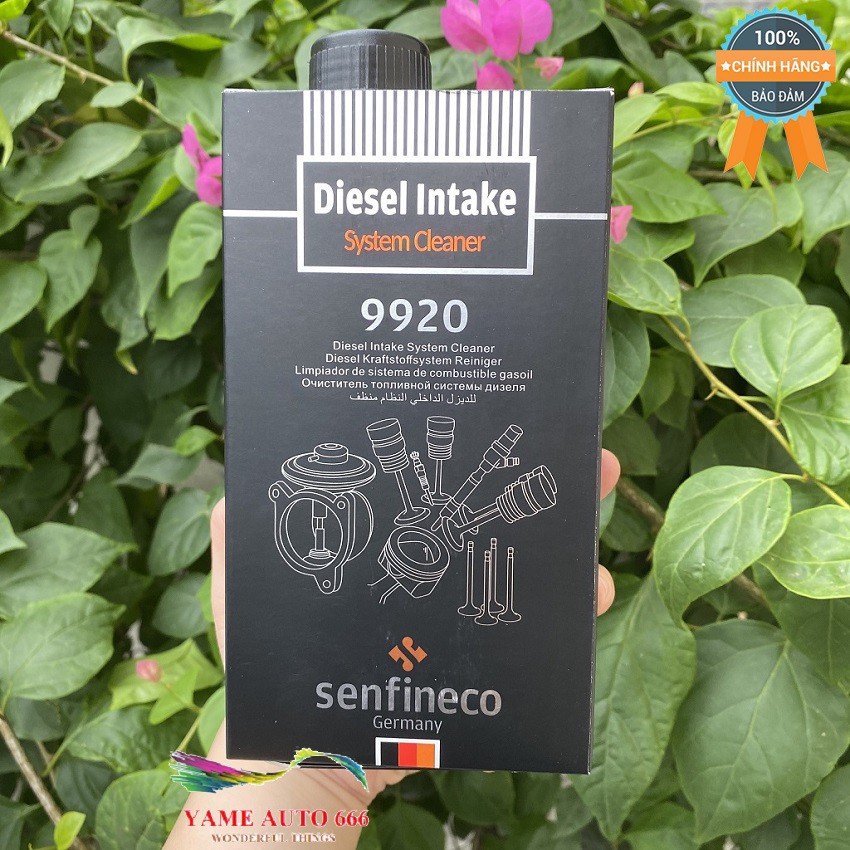 100%
CHÍNH HÃNG
BẢO ĐẢM
Diesel Intake
System Cleaner
9920
Diesel Intake System Cleaner
Diesel Kraftstoffsystem Reiniger
Limpiador de sistema de combustible gasoil
Очиститель топливной системы дизеля
للديزل الداخلي النظام منظف
senfineco
Germany
YAME AUTO 666
WONDERFUL THINGS